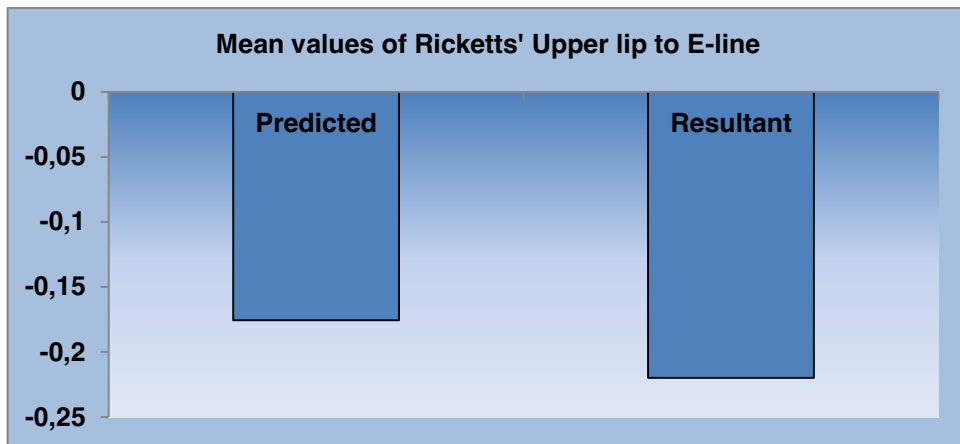 Mean values of Ricketts' Upper lip to E-line
0
Predicted
Resultant
-0,05
-0,1
-0,15
-0,2
-0,25